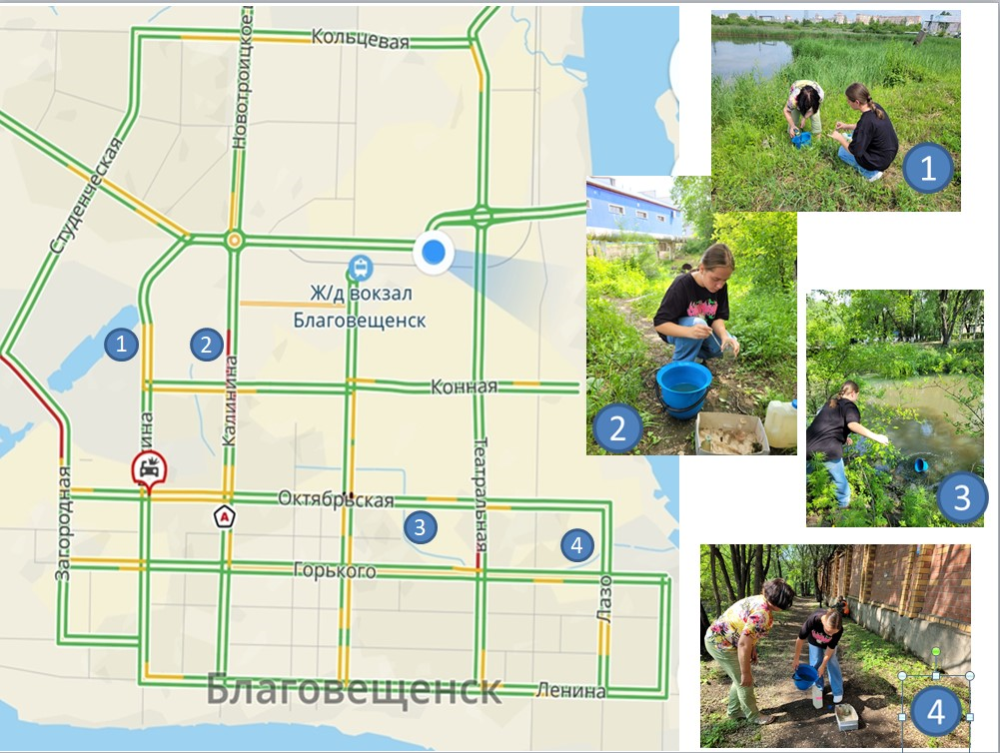 Кольцевая
Новотроицкое
Студенческая
Ж/д вокзал
Благовещенск
1
2
Конная
Калинина
ина
Театральная
Октябрьская
А
3
4
Загородная
Горького
Лазо
Благовещенск
Ленина
1
2
3
4